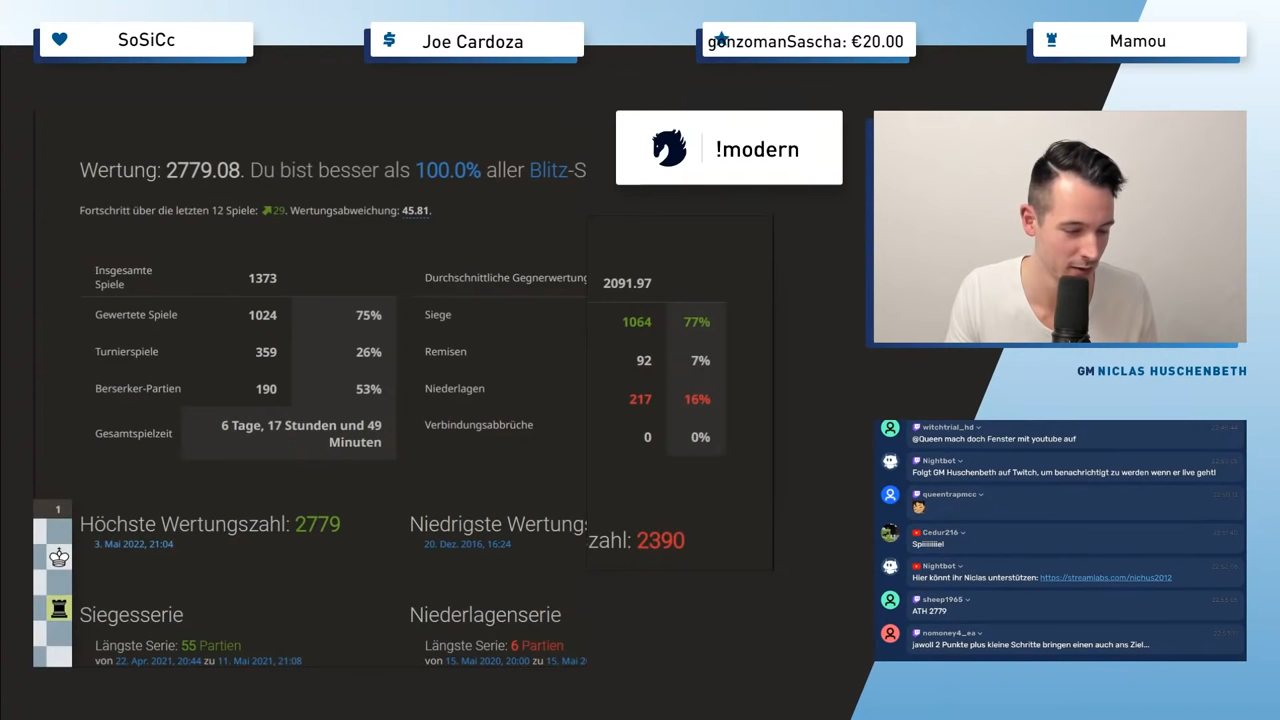 SoSiCc
Joe Cardoza
gonzomanSascha: €20.00
Mamou
!modern
Wertung: 2779.08. Du bist besser als 100.0% aller Blitz-S
Fortschritt über die letzten 12 Spiele: 29. Wertungsabweichung: 45.81.
Insgesamte Spiele 1373
Gewertete Spiele 1024 75%
Turnierspiele 359 26%
Berserker-Partien 190 53%
Gesamtspielzeit 6 Tage, 17 Stunden und 49
Minuten
Durchschnittliche Gegnerwertung 2091.97
Siege 1064 77%
Remisen 92 7%
Niederlagen 217 16%
Verbindungsabbrüche 0 0%
1
Höchste Wertungszahl: 2779
3. Mai 2022, 21:04
Niedrigste Wertungszahl: 2390
20. Dez. 2016, 16:24
Siegesserie
Längste Serie: 55 Partien
von 22. Apr. 2021, 20:44 zu 11. Mai 2021, 21:08
Niederlagenserie
Längste Serie: 6 Partien
von 15. Mai 2020, 20:00 zu 15. Mai 2
GM NICLAS HUSCHENBETH
witchtrial_hd
@Queen mach doch Fenster mit youtube auf
Nightbot
Folgt GM Huschenbeth auf Twitch, um benachrichtigt zu werden wenn er live geht!
queentrapmcc
Cedur216
Spiiiiiiiel
Nightbot
Hier könnt ihr Niclas unterstützen: https://streamlabs.com/nichus2012
sheep1965
ATH 2779
nomoney4_ea
jawoll 2 Punkte plus kleine Schritte bringen einen auch ans Ziel...